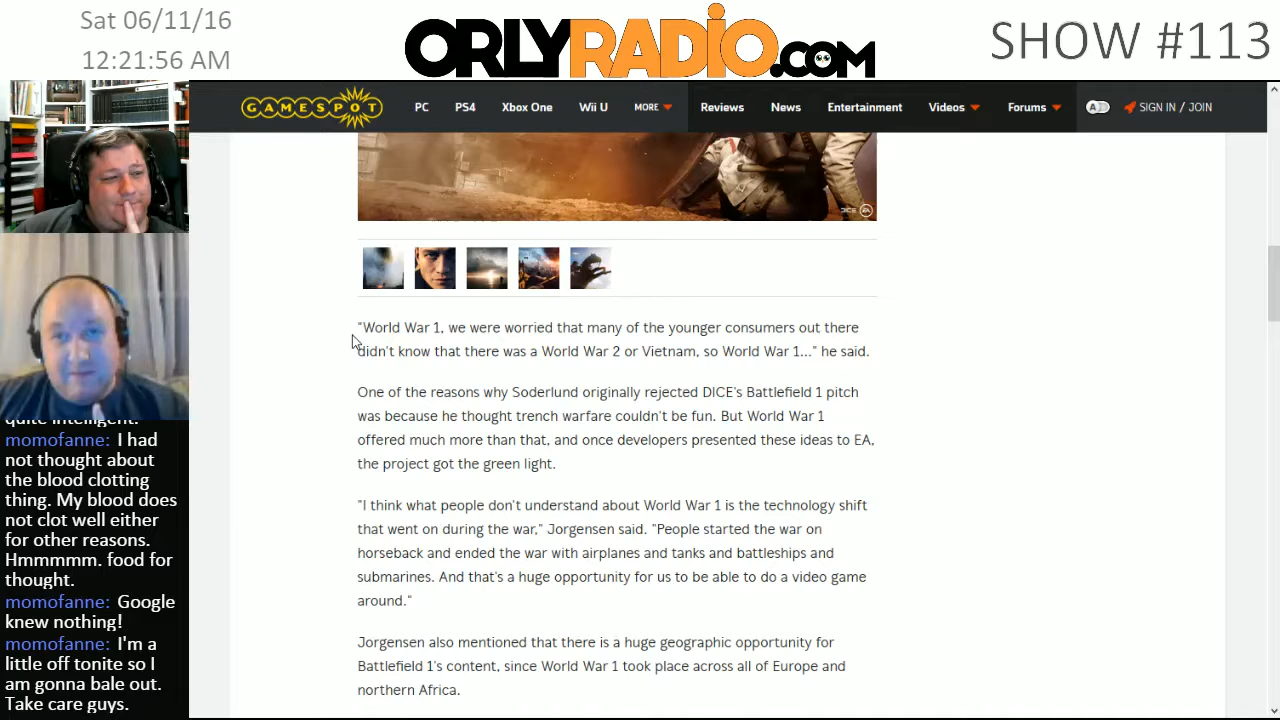 Sat 06/11/16
12:21:56 AM
ORLYRADiO.COM
SHOW #113
GAMESPOT
PC PS4 Xbox One Wii U MORE Reviews News Entertainment Videos Forums A SIGN IN / JOIN
DICE EA
"World War 1, we were worried that many of the younger consumers out there
didn't know that there was a World War 2 or Vietnam, so World War 1..." he said.
One of the reasons why Soderlund originally rejected DICE's Battlefield 1 pitch
was because he thought trench warfare couldn't be fun. But World War 1
offered much more than that, and once developers presented these ideas to EA,
the project got the green light.
"I think what people don't understand about World War 1 is the technology shift
that went on during the war," Jorgensen said. "People started the war on
horseback and ended the war with airplanes and tanks and battleships and
submarines. And that's a huge opportunity for us to be able to do a video game
around."
Jorgensen also mentioned that there is a huge geographic opportunity for
Battlefield 1's content, since World War 1 took place across all of Europe and
northern Africa.
quite intelligent.
momofanne: I had
not thought about
the blood clotting
thing. My blood does
not clot well either
for other reasons.
Hmmmmm. food for
thought.
momofanne: Google
knew nothing!
momofanne: I'm a
little off tonite so I
am gonna bale out.
Take care guys.